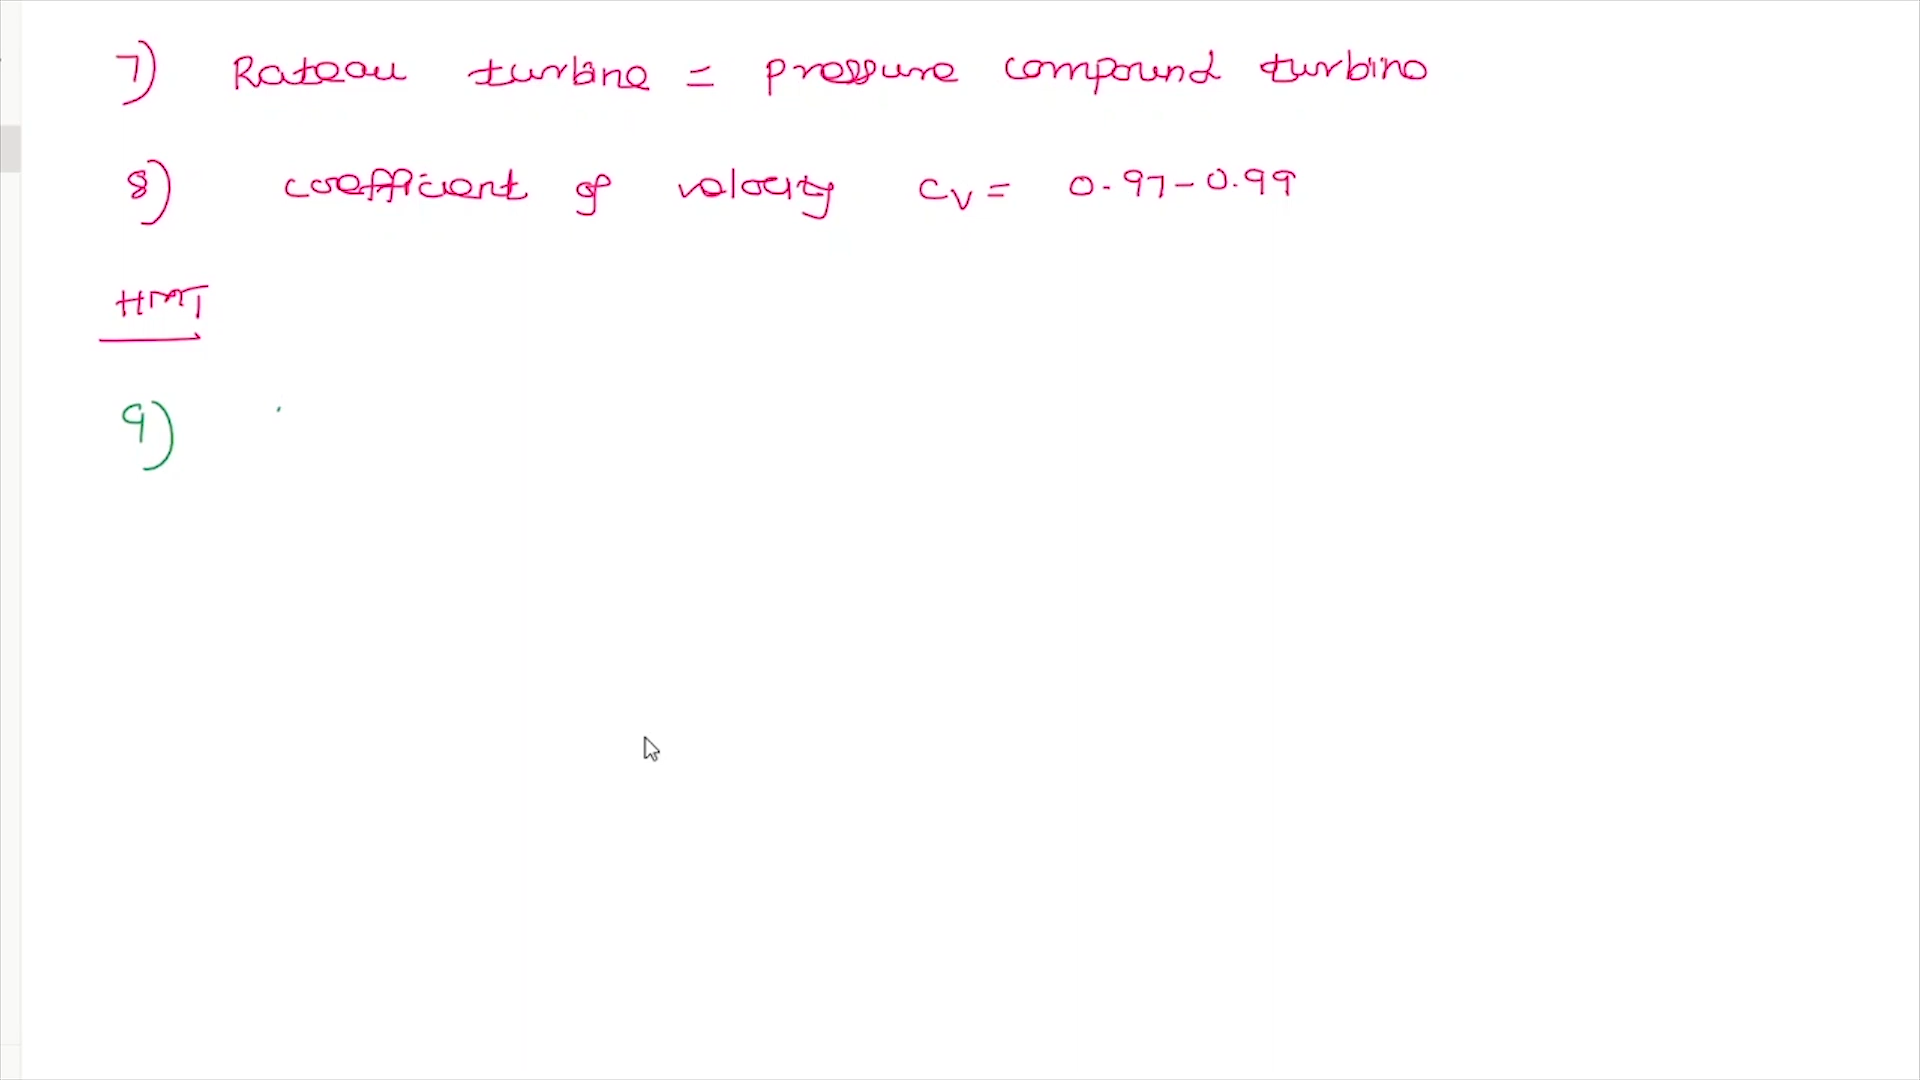 7) Rateau turbine = pressure compound turbine
8) coefficient of velocity Cv = 0.97-0.99
HMT
9)